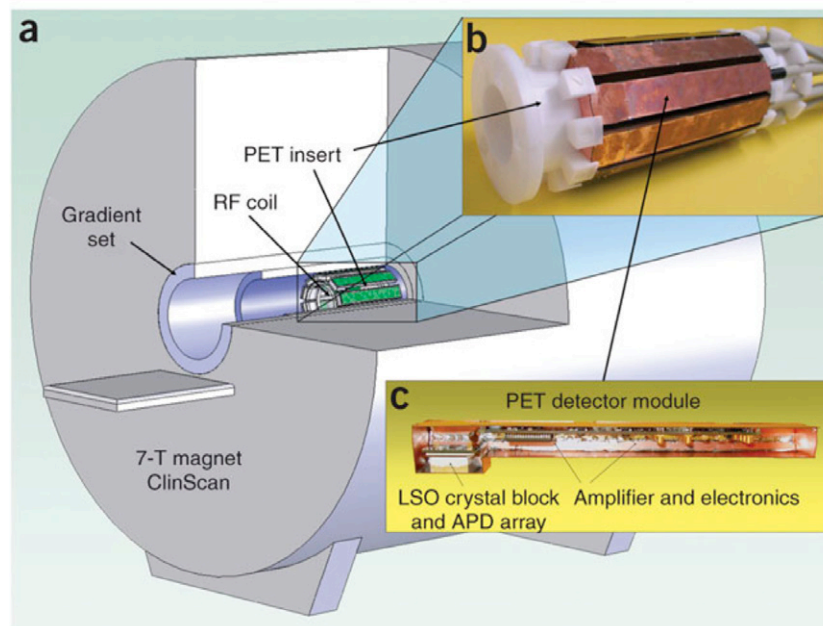 a
b
PET insert
RF coil
Gradient
set
c
PET detector module
7-T magnet
ClinScan
LSO crystal block
and APD array
Amplifier and electronics